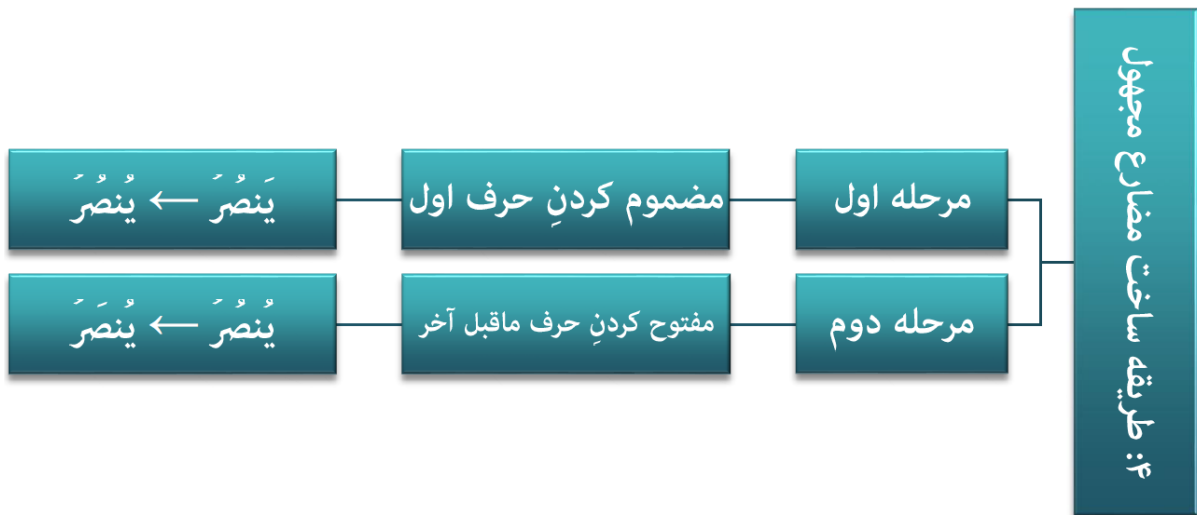 ۴: طریقه ساخت مضارع مجهول
مرحله اول
مضموم کردنِ حرف اول
یَنصُرَ ← یُنصُرَ
مرحله دوم
مفتوح کردنِ حرف ماقبل آخر
یُنصُرَ ← یُنصَرَ